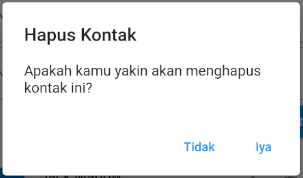 Hapus Kontak
Apakah kamu yakin akan menghapus
kontak ini?
Tidak
Iya